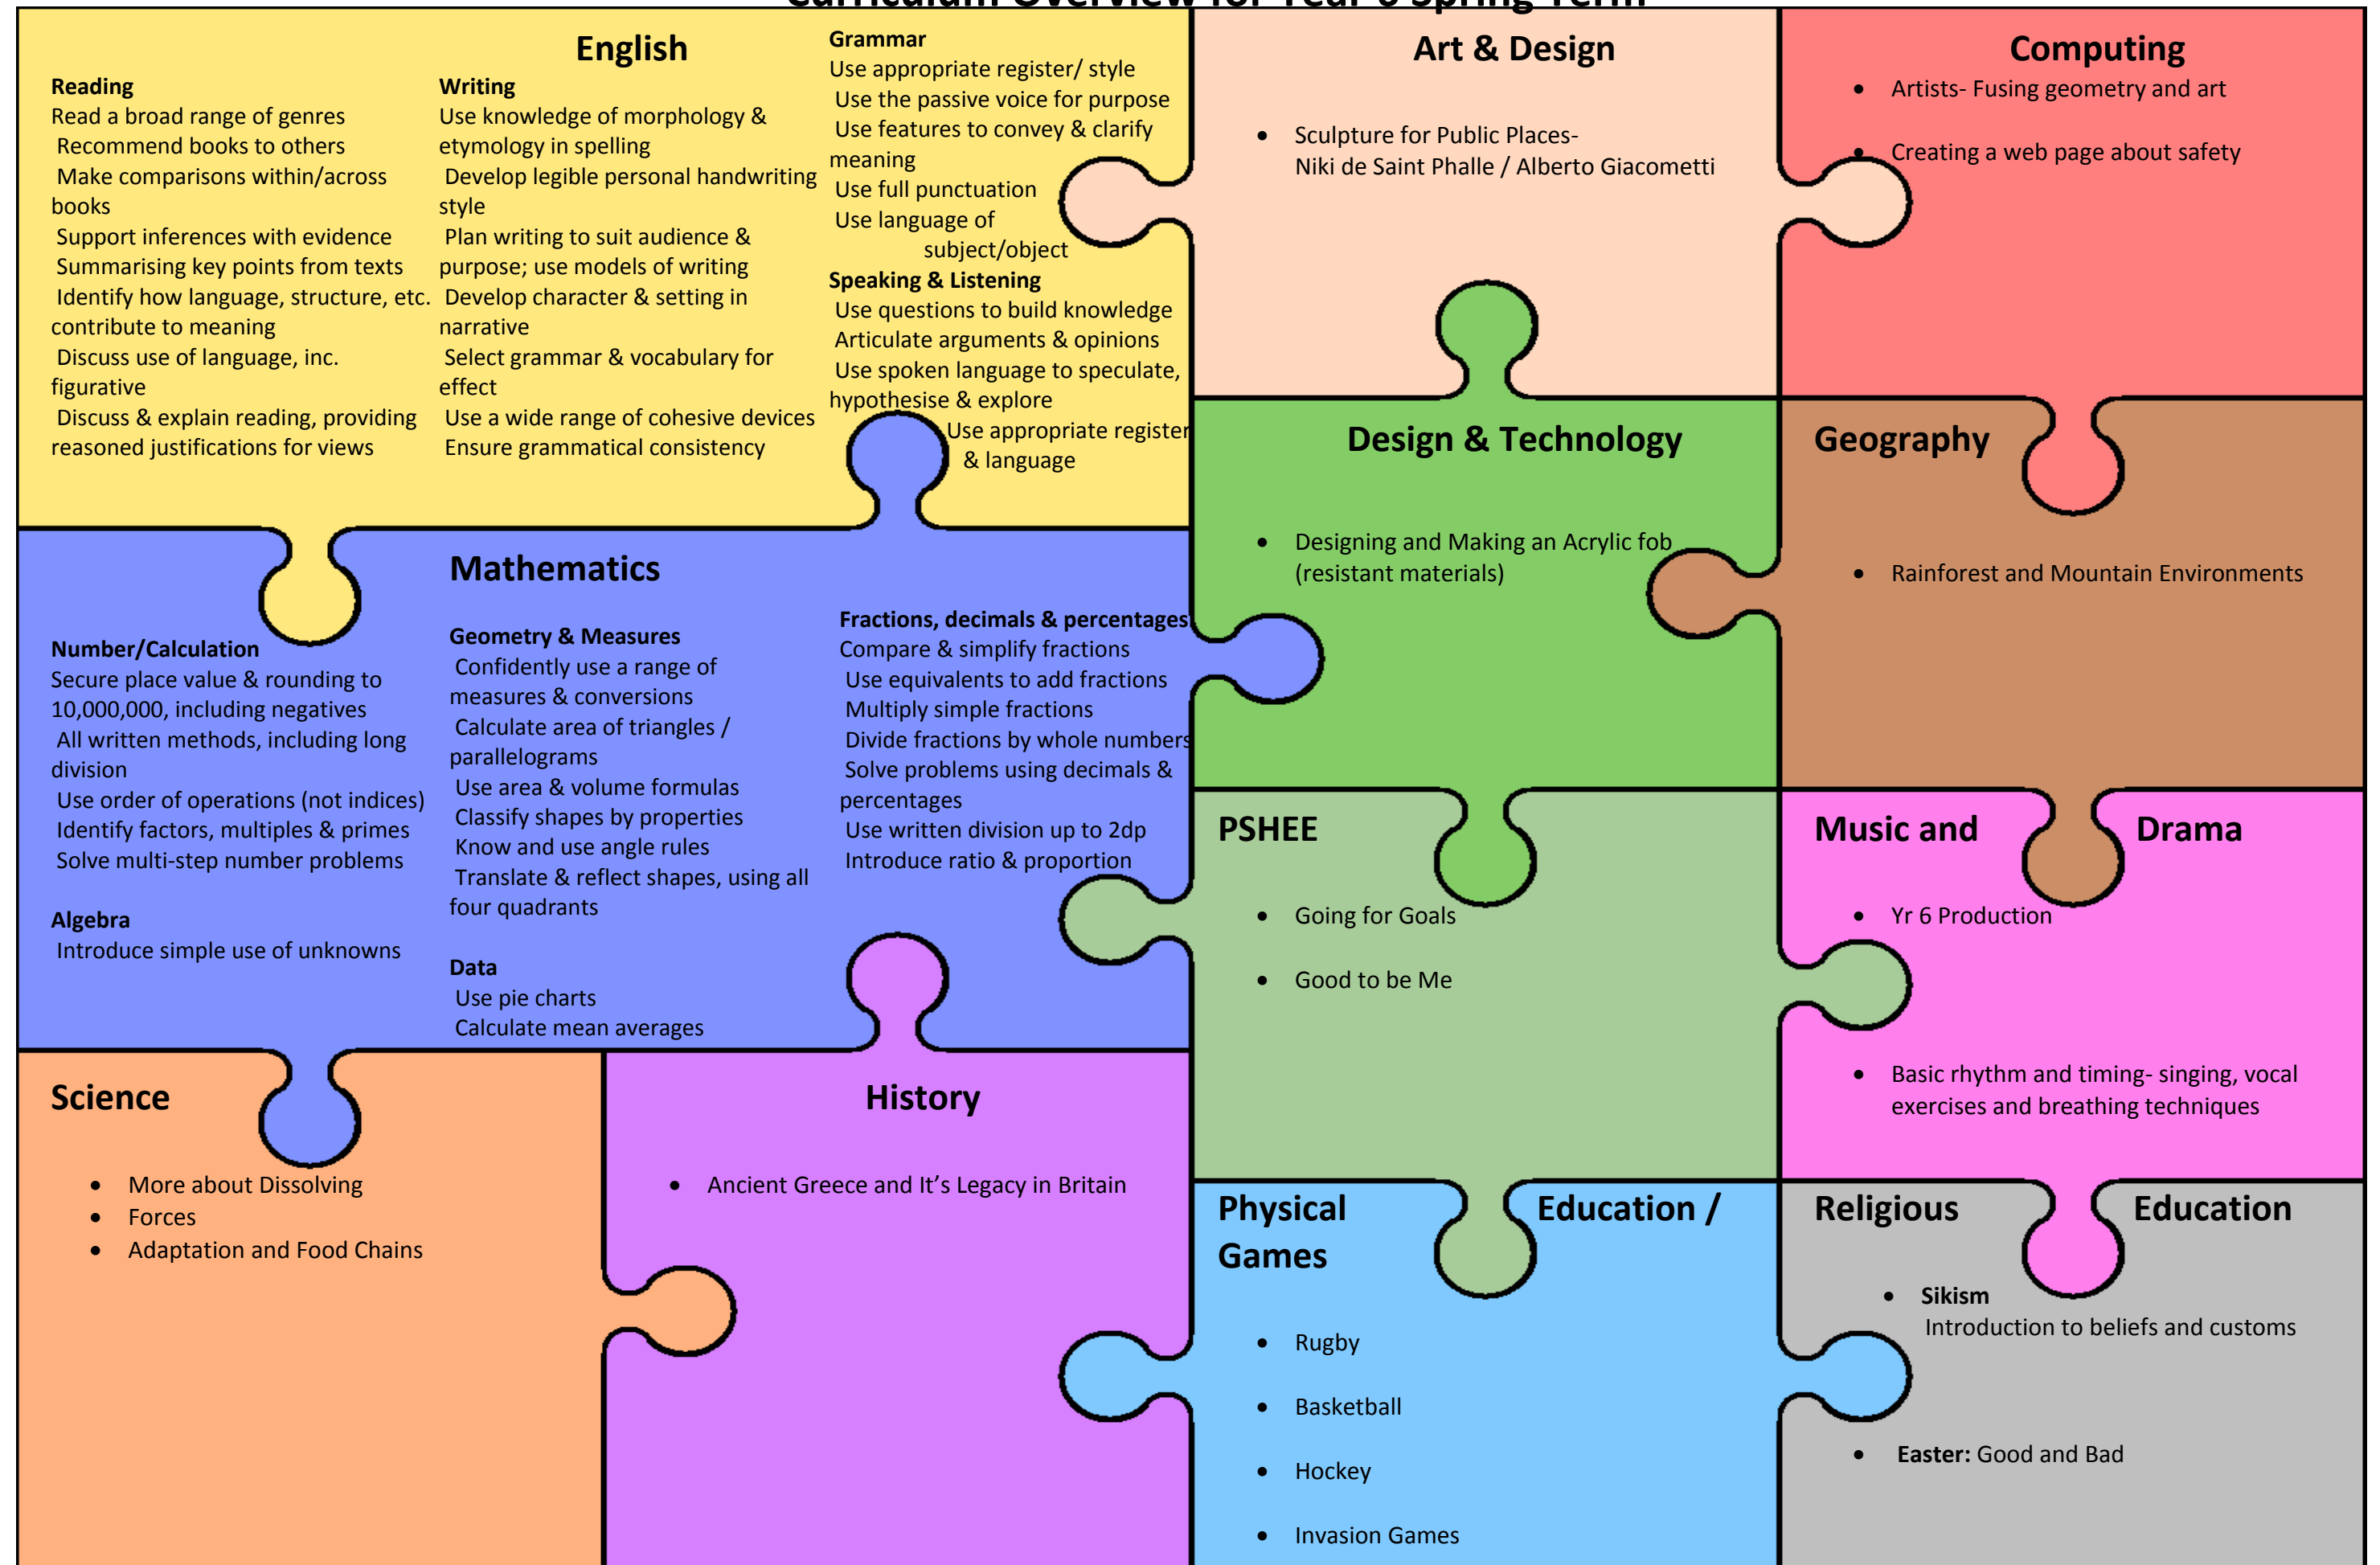 Curriculum Overview for Year 6 Spring Term
English
Reading
Read a broad range of genres
Recommend books to others
Make comparisons within/across
books
Support inferences with evidence
Summarising key points from texts
Identify how language, structure, etc.
contribute to meaning
Discuss use of language, inc.
figurative
Discuss & explain reading, providing
reasoned justifications for views
Writing
Use knowledge of morphology &
etymology in spelling
Develop legible personal handwriting
style
Plan writing to suit audience &
purpose; use models of writing
Develop character & setting in
narrative
Select grammar & vocabulary for
effect
Use a wide range of cohesive devices
Ensure grammatical consistency
Grammar
Use appropriate register/ style
Use the passive voice for purpose
Use features to convey & clarify
meaning
Use full punctuation
Use language of
subject/object
Speaking & Listening
Use questions to build knowledge
Articulate arguments & opinions
Use spoken language to speculate,
hypothesise & explore
Use appropriate register
& language
Art & Design
• Sculpture for Public Places-
Niki de Saint Phalle / Alberto Giacometti
Computing
• Artists- Fusing geometry and art
• Creating a web page about safety
Design & Technology
• Designing and Making an Acrylic fob
(resistant materials)
Geography
• Rainforest and Mountain Environments
Mathematics
Number/Calculation
Secure place value & rounding to
10,000,000, including negatives
All written methods, including long
division
Use order of operations (not indices)
Identify factors, multiples & primes
Solve multi-step number problems
Algebra
Introduce simple use of unknowns
Geometry & Measures
Confidently use a range of
measures & conversions
Calculate area of triangles /
parallelograms
Use area & volume formulas
Classify shapes by properties
Know and use angle rules
Translate & reflect shapes, using all
four quadrants
Data
Use pie charts
Calculate mean averages
Fractions, decimals & percentages
Compare & simplify fractions
Use equivalents to add fractions
Multiply simple fractions
Divide fractions by whole numbers
Solve problems using decimals &
percentages
Use written division up to 2dp
Introduce ratio & proportion
PSHEE
• Going for Goals
• Good to be Me
Music and Drama
• Yr 6 Production
• Basic rhythm and timing- singing, vocal
exercises and breathing techniques
Science
• More about Dissolving
• Forces
• Adaptation and Food Chains
History
• Ancient Greece and It’s Legacy in Britain
Physical Education /
Games
• Rugby
• Basketball
• Hockey
• Invasion Games
Religious Education
• Sikism
Introduction to beliefs and customs
• Easter: Good and Bad